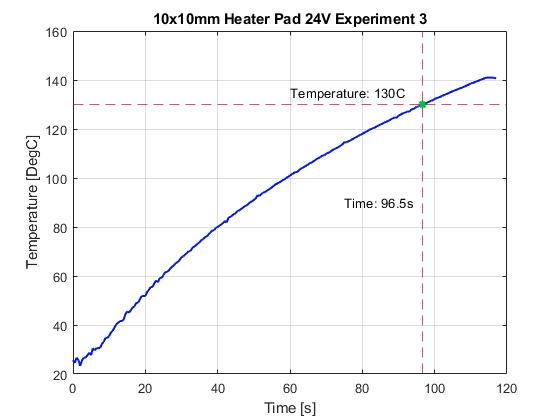 10x10mm Heater Pad 24V Experiment 3
160
140
120
100
80
60
40
20
Temperature [DegC]
Temperature: 130C
Time: 96.5s
0 20 40 60 80 100 120
Time [s]